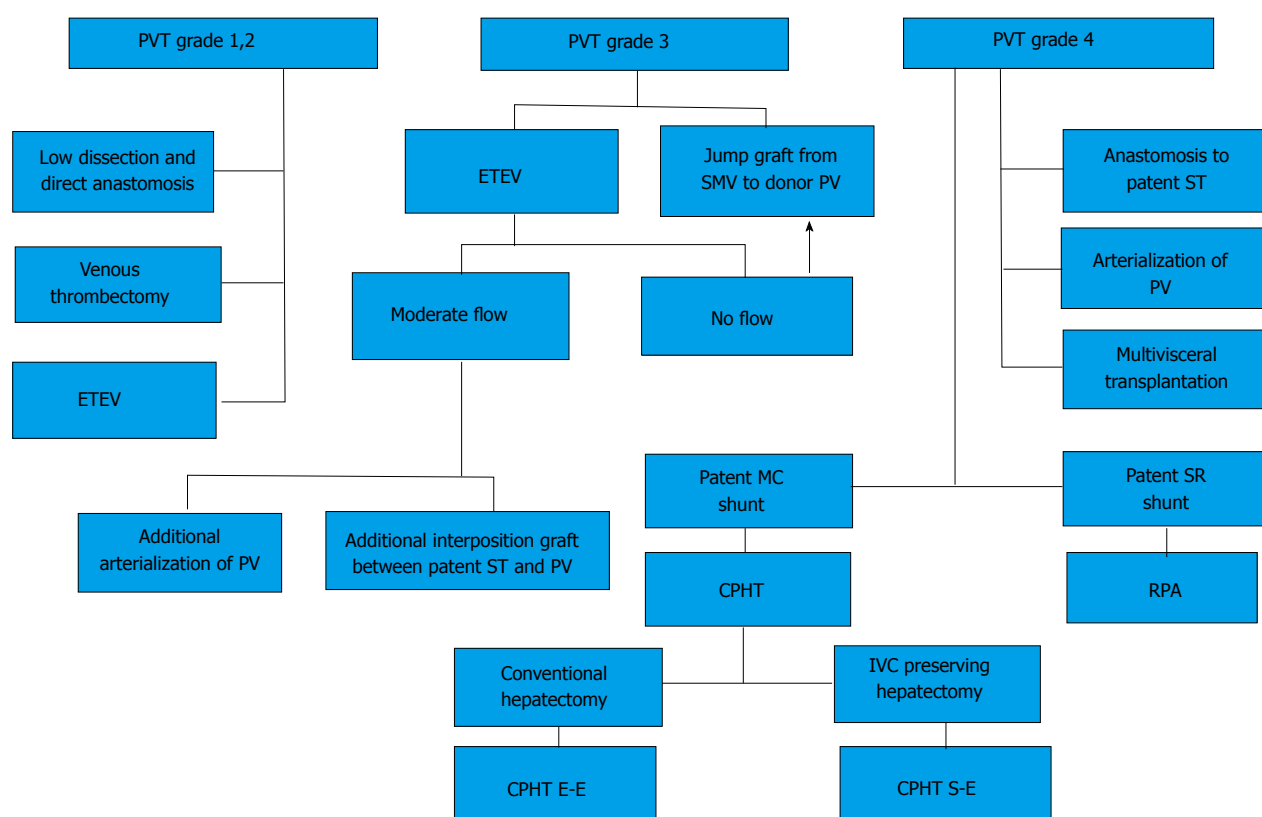 PVT grade 1,2
PVT grade 3
PVT grade 4
Low dissection and
direct anastomosis
Venous
thrombectomy
ETEV
ETEV
Jump graft from
SMV to donor PV
Moderate flow
No flow
Additional
arterialization of PV
Additional interposition graft
between patent ST and PV
Anastomosis to
patent ST
Arterialization of
PV
Multivisceral
transplantation
Patent MC
shunt
Patent SR
shunt
CPHT
RPA
Conventional
hepatectomy
IVC preserving
hepatectomy
CPHT E-E
CPHT S-E